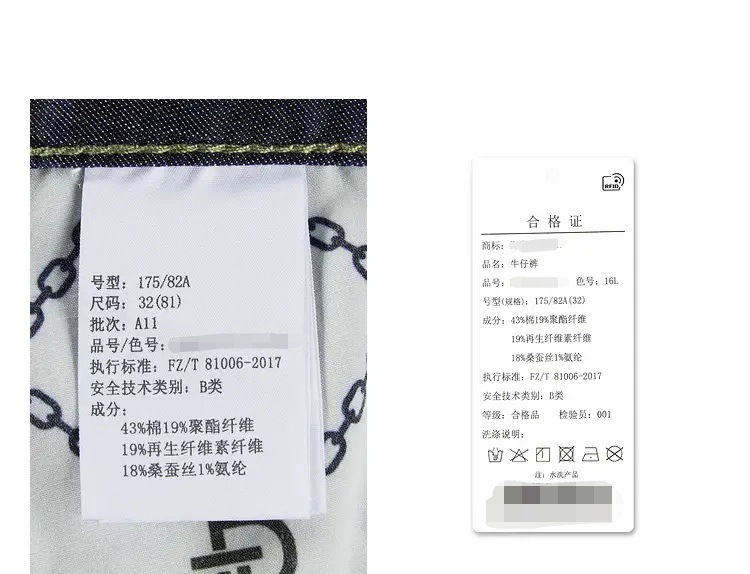 号型: 175/82A
尺码: 32(81)
批次: A11
品号/色号:
执行标准: FZ/T 81006-2017
安全技术类别: B类
成分:
43%棉19%聚酯纤维
19%再生纤维素纤维
18%桑蚕丝1%氨纶
RFID
合格证
商标:
品名: 牛仔裤
品号: 色号: 16L
号型(规格): 175/82A(32)
成分: 43%棉19%聚酯纤维
19%再生纤维素纤维
18%桑蚕丝1%氨纶
执行标准: FZ/T 81006-2017
安全技术类别: B类
等级: 合格品 检验员: 001
洗涤说明:
注: 水洗产品